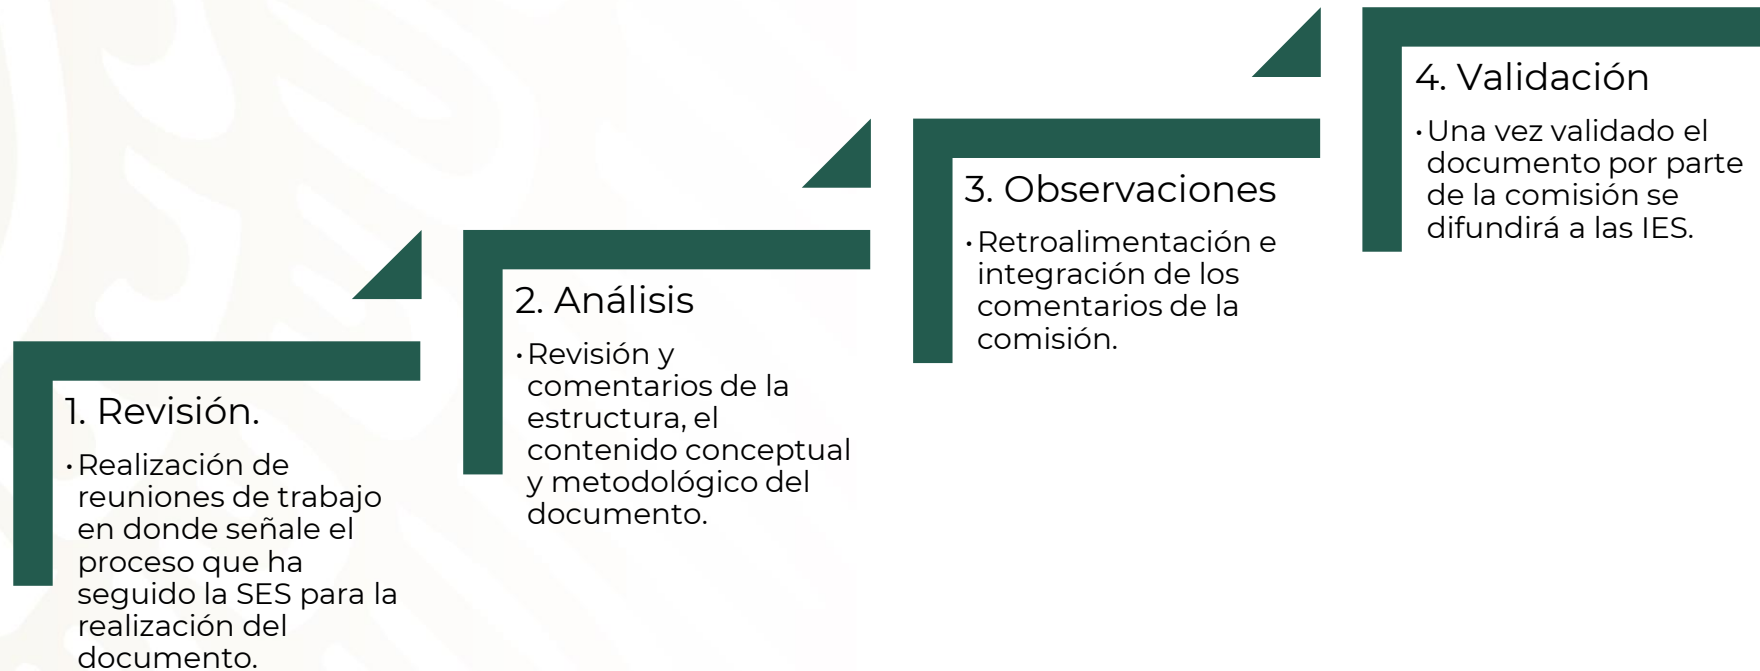 1. Revisión.
·Realización de
reuniones de trabajo
en donde señale el
proceso que ha
seguido la SES para la
realización del
documento.
2. Análisis
·Revisión y
comentarios de la
estructura, el
contenido conceptual
y metodológico del
documento.
3. Observaciones
·Retroalimentación e
integración de los
comentarios de la
comisión.
4. Validación
·Una vez validado el
documento por parte
de la comisión se
difundirá a las IES.